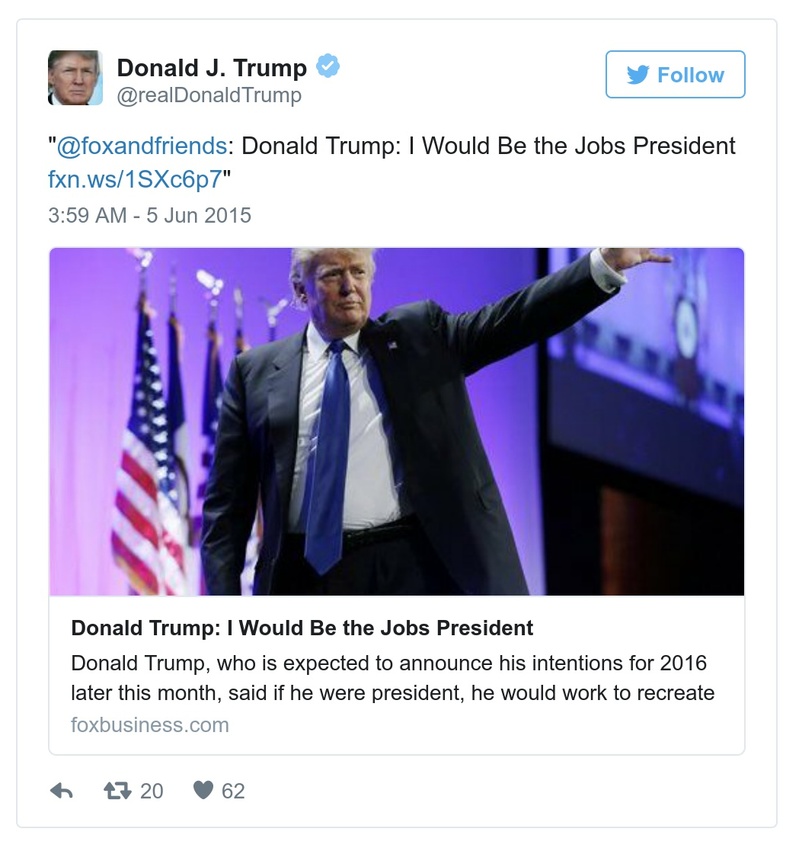 Donald J. Trump
@realDonaldTrump
Follow
"@foxandfriends: Donald Trump: I Would Be the Jobs President
fxn.ws/1SXc6p7"
3:59 AM - 5 Jun 2015
Donald Trump: I Would Be the Jobs President
Donald Trump, who is expected to announce his intentions for 2016
later this month, said if he were president, he would work to recreate
foxbusiness.com
20
62